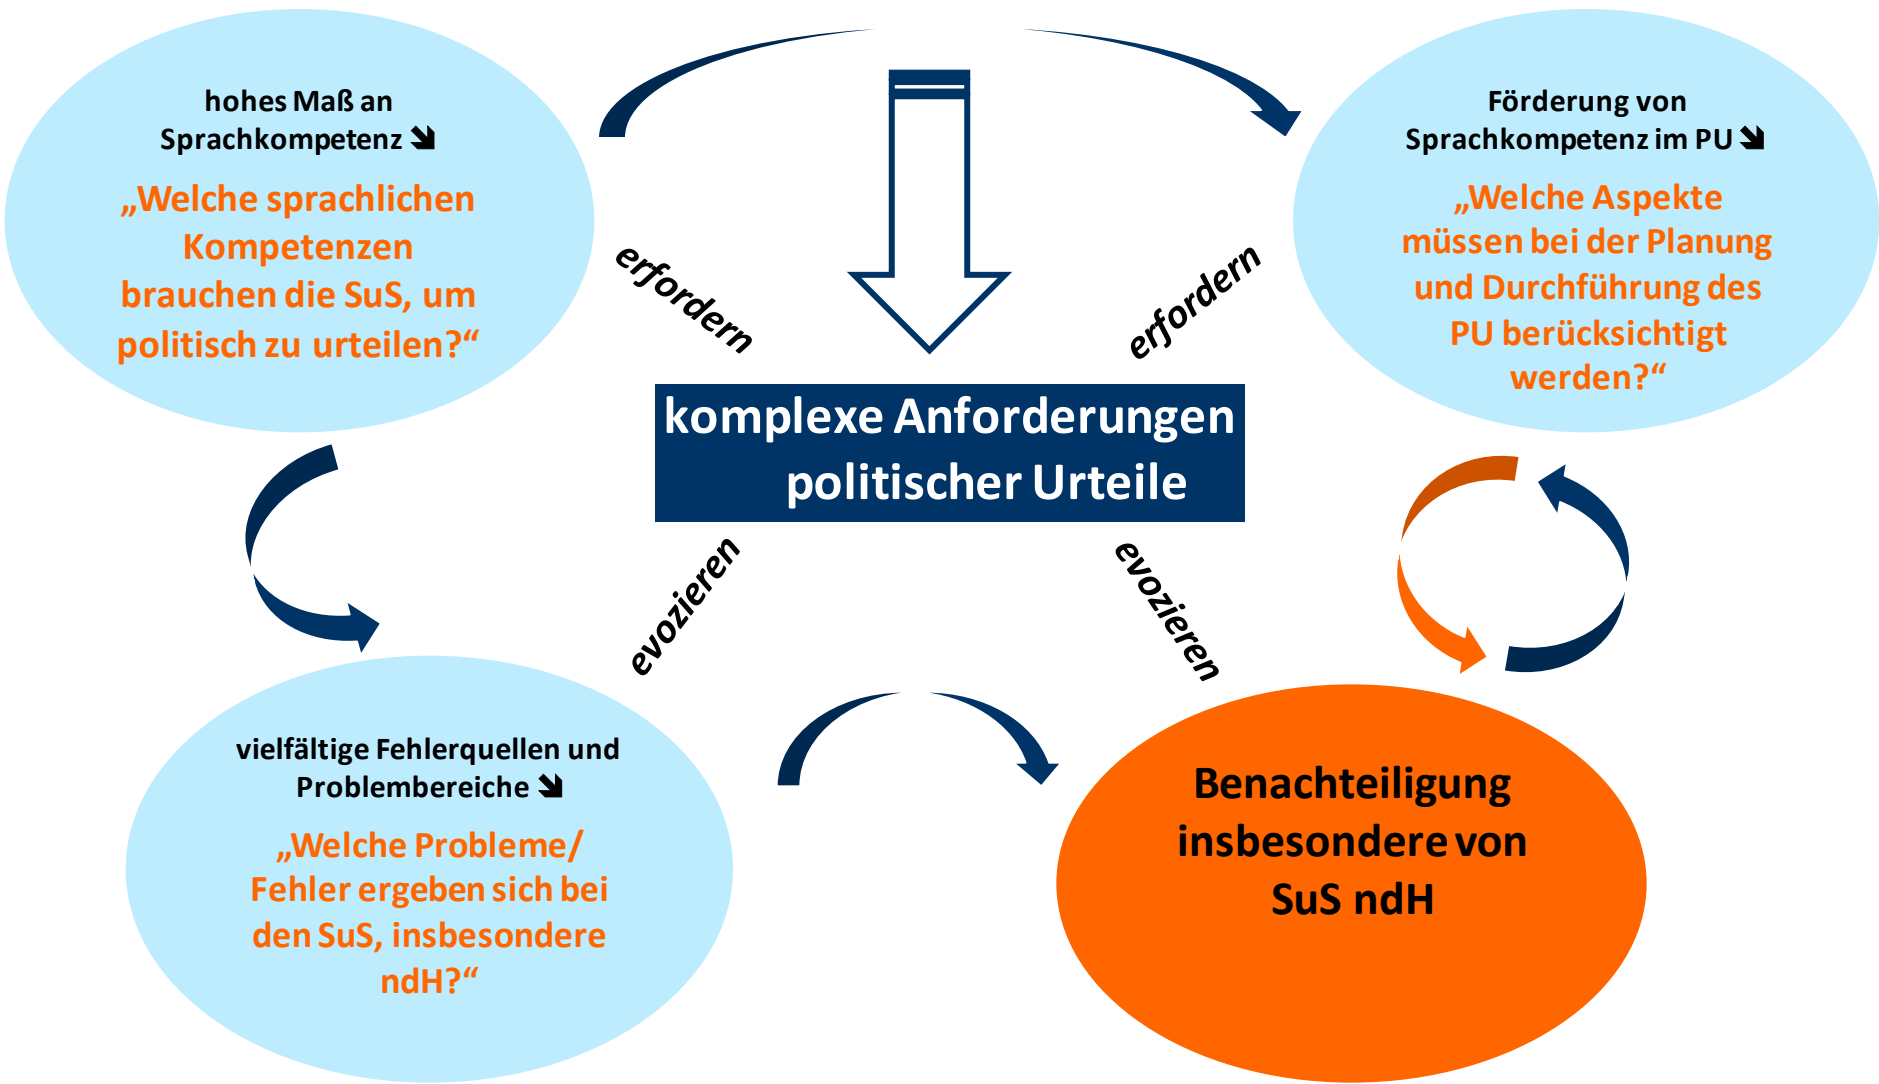 hohes Maß an
Sprachkompetenz
„Welche sprachlichen
Kompetenzen
brauchen die SuS, um
politisch zu urteilen?“
Förderung von
Sprachkompetenz im PU
„Welche Aspekte
müssen bei der Planung
und Durchführung des
PU berücksichtigt
werden?“
erfordern
erfordern
komplexe Anforderungen
politischer Urteile
evozieren
evozieren
vielfältige Fehlerquellen und
Problembereiche
„Welche Probleme/
Fehler ergeben sich bei
den SuS, insbesondere
ndH?“
Benachteiligung
insbesondere von
SuS ndH